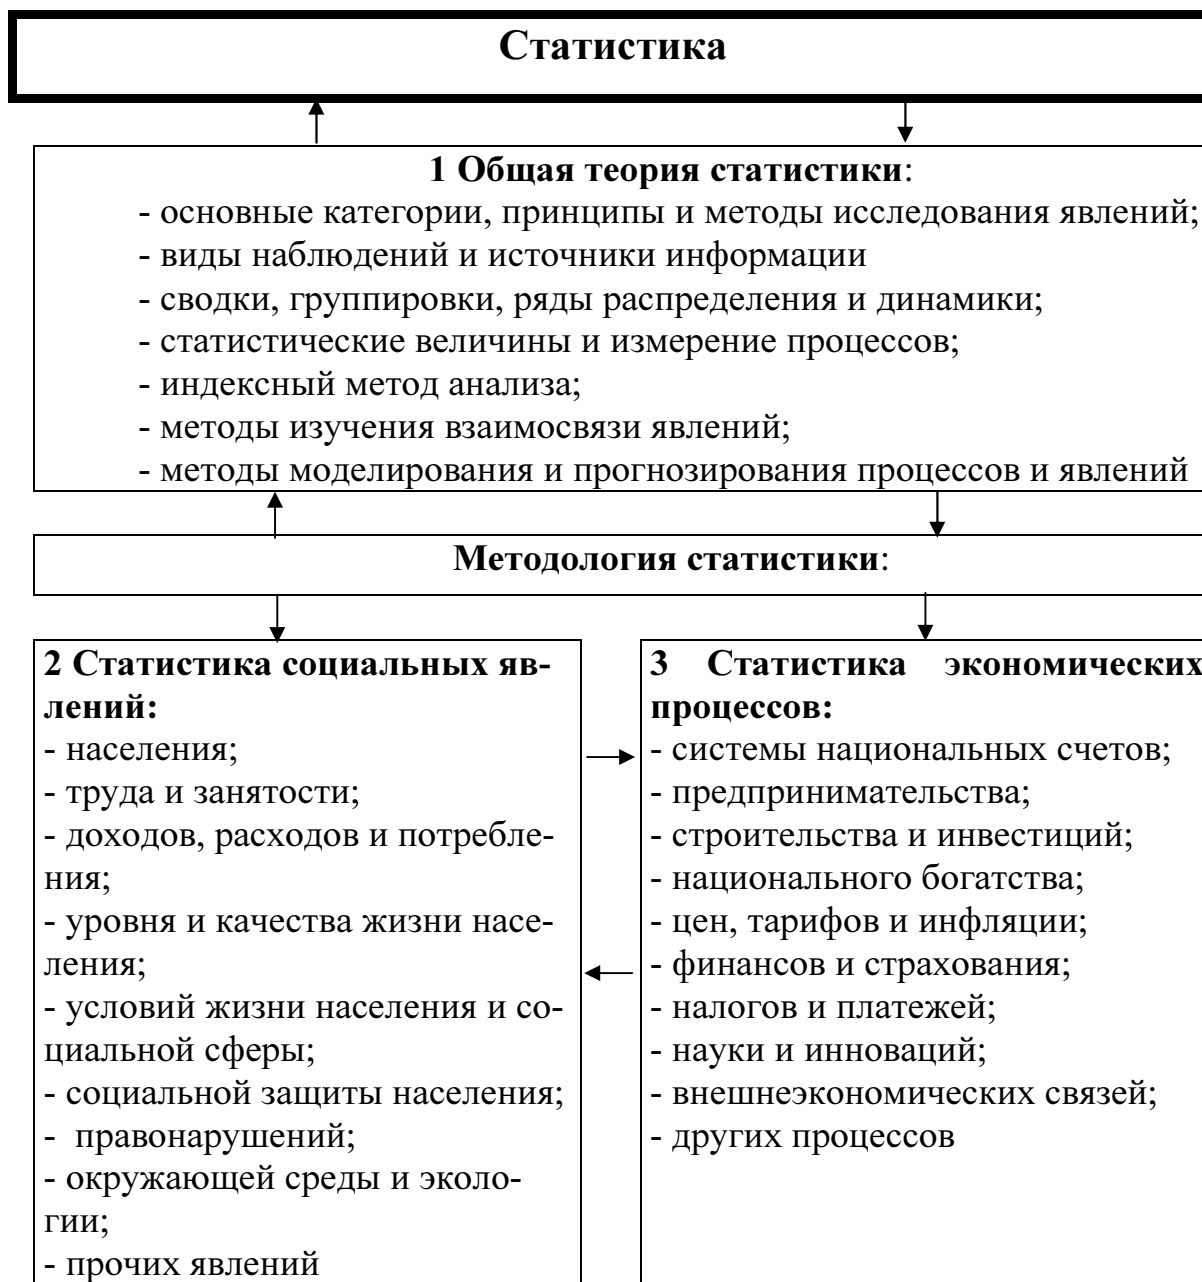 Статистика
1 Общая теория статистики:
- основные категории, принципы и методы исследования явлений;
- виды наблюдений и источники информации
- сводки, группировки, ряды распределения и динамики;
- статистические величины и измерение процессов;
- индексный метод анализа;
- методы изучения взаимосвязи явлений;
- методы моделирования и прогнозирования процессов и явлений
Методология статистики:
2 Статистика социальных яв-
лений:
- населения;
- труда и занятости;
- доходов, расходов и потребле-
ния;
- уровня и качества жизни насе-
ления;
- условий жизни населения и со-
циальной сферы;
- социальной защиты населения;
- правонарушений;
- окружающей среды и эколо-
гии;
- прочих явлений
3 Статистика экономических
процессов:
- системы национальных счетов;
- предпринимательства;
- строительства и инвестиций;
- национального богатства;
- цен, тарифов и инфляции;
- финансов и страхования;
- налогов и платежей;
- науки и инноваций;
- внешнеэкономических связей;
- других процессов